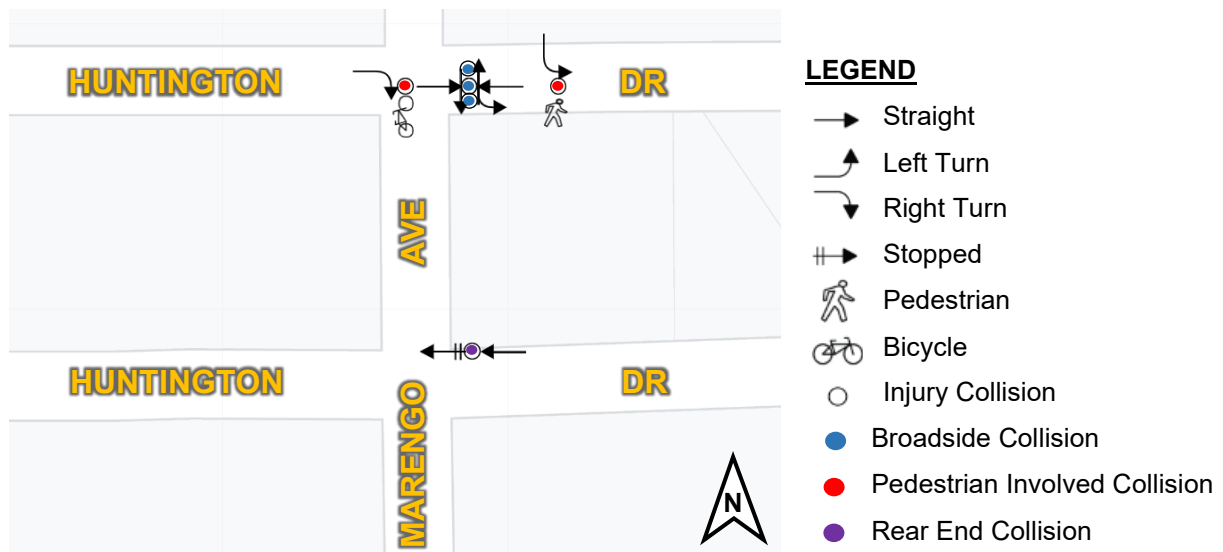 HUNTINGTON
DR
AVE
HUNTINGTON
DR
MARENGO
N
LEGEND
Straight
Left Turn
Right Turn
Stopped
Pedestrian
Bicycle
Injury Collision
Broadside Collision
Pedestrian Involved Collision
Rear End Collision